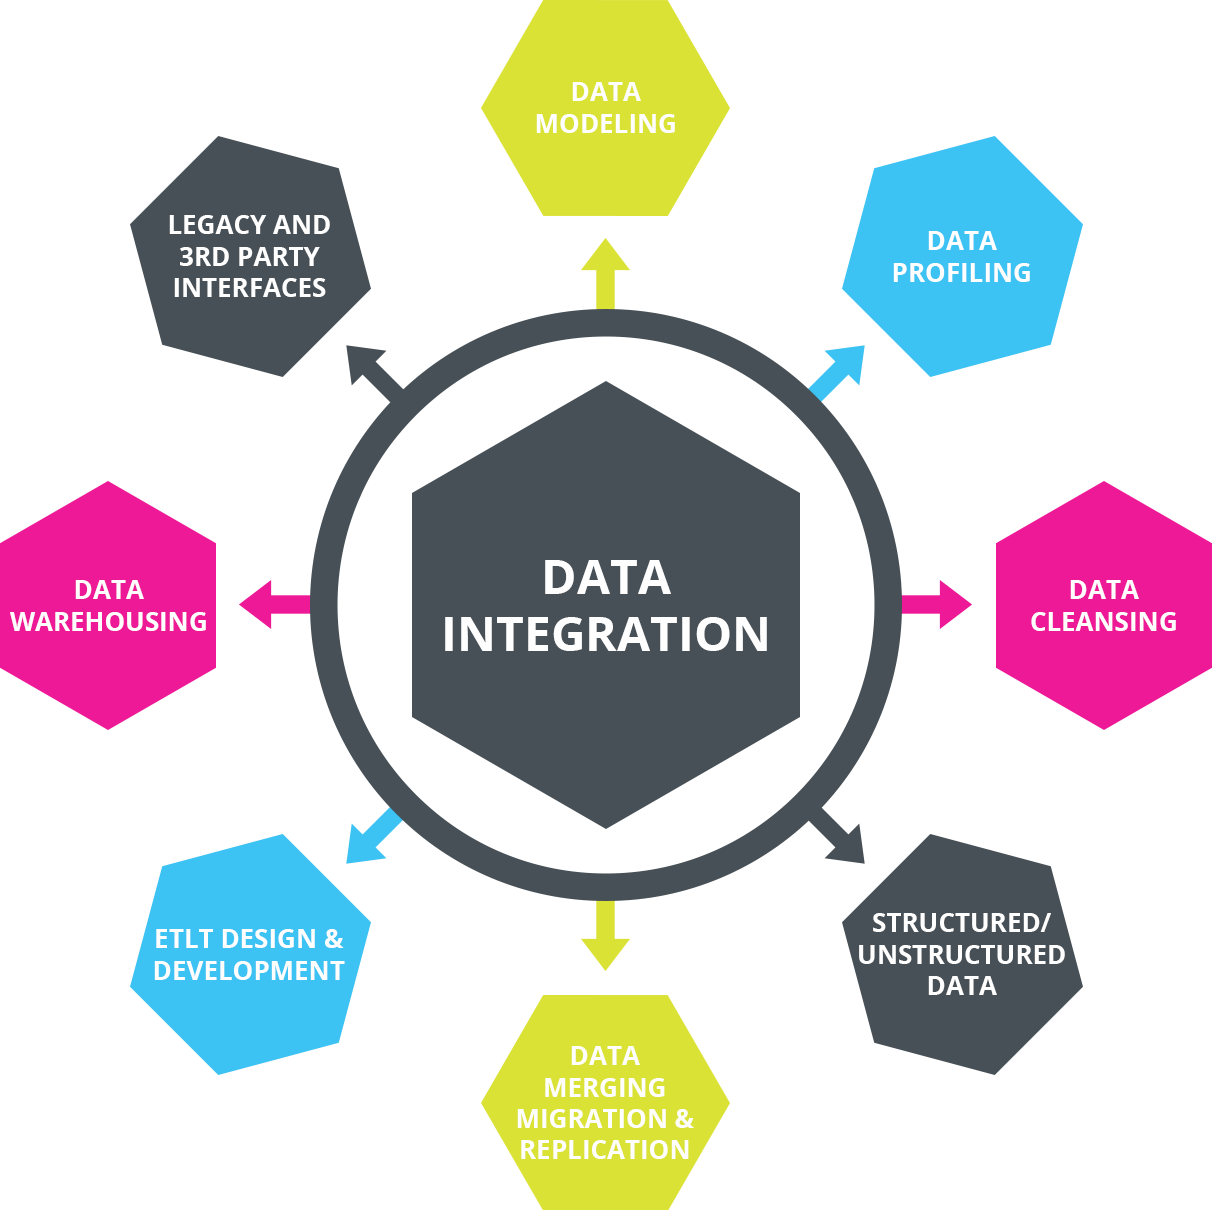 DATA
MODELING
LEGACY AND
3RD PARTY
INTERFACES
DATA
PROFILING
DATA
WAREHOUSING
DATA
INTEGRATION
DATA
CLEANSING
ETLT DESIGN &
DEVELOPMENT
STRUCTURED/
UNSTRUCTURED
DATA
DATA
MERGING
MIGRATION &
REPLICATION